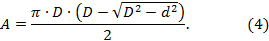 A = π · D · (D − √(D² − d²)) / 2. (4)